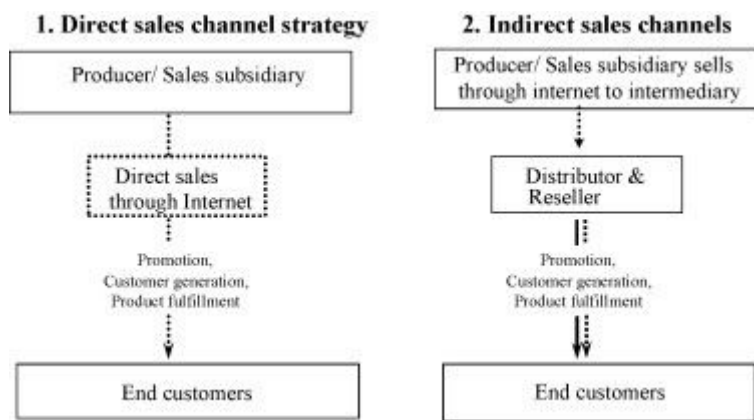 1. Direct sales channel strategy
Producer/ Sales subsidiary
Direct sales
through Internet
Promotion,
Customer generation,
Product fulfillment
End customers
2. Indirect sales channels
Producer/ Sales subsidiary sells
through internet to intermediary
Distributor &
Reseller
Promotion,
Customer generation,
Product fulfillment
End customers